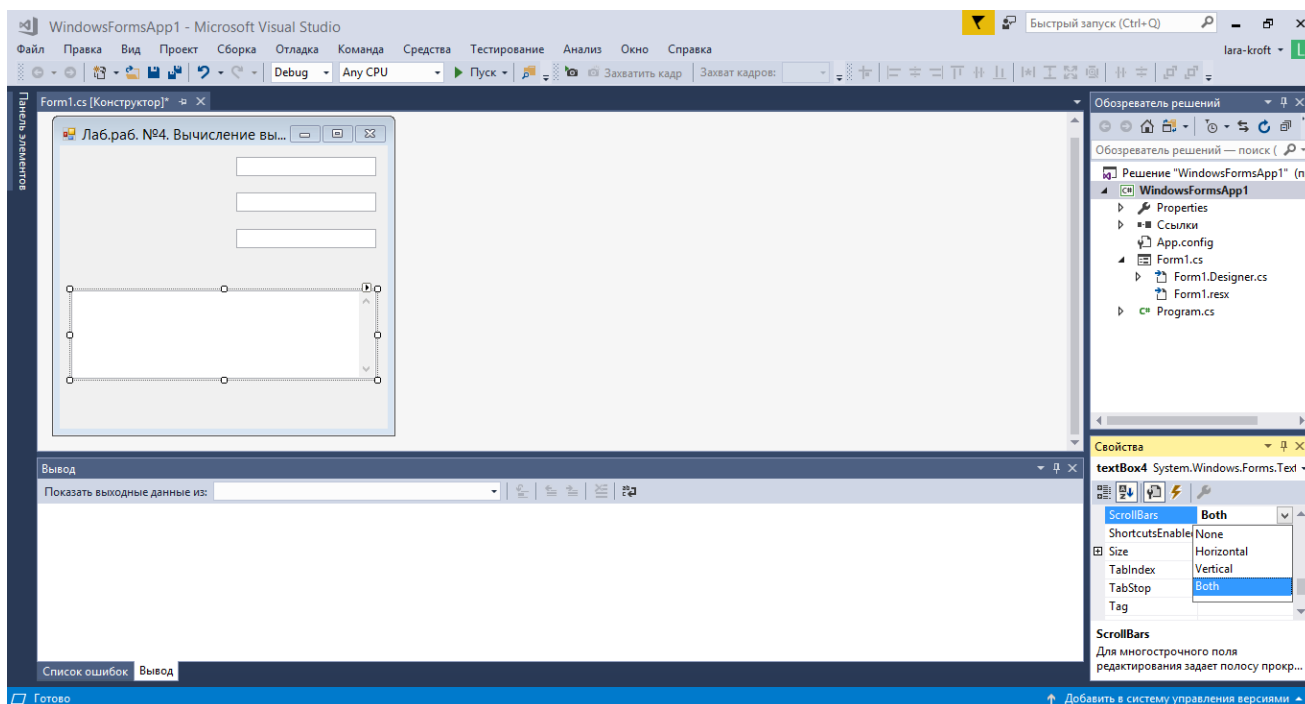 WindowsFormsApp1 - Microsoft Visual Studio
Быстрый запуск (Ctrl+Q)
Файл Правка Вид Проект Сборка Отладка Команда Средства Тестирование Анализ Окно Справка
lara-kroft
L
Debug Any CPU Пуск Захватить кадр Захват кадров:
Панель элементов
Form1.cs [Конструктор]*
Лаб.раб. №4. Вычисление вы...
Вывод
Показать выходные данные из:
Список ошибок Вывод
Обозреватель решений
Обозреватель решений — поиск (
Решение "WindowsFormsApp1" (п
C# WindowsFormsApp1
Properties
Ссылки
App.config
Form1.cs
Form1.Designer.cs
Form1.resx
C# Program.cs
Свойства
textBox4 System.Windows.Forms.Text
ScrollBars Both
ShortcutsEnabled None
Size Horizontal
TabIndex Vertical
TabStop Both
Tag
ScrollBars
Для многострочного поля
редактирования задает полосу прокр...
Готово
Добавить в систему управления версиями